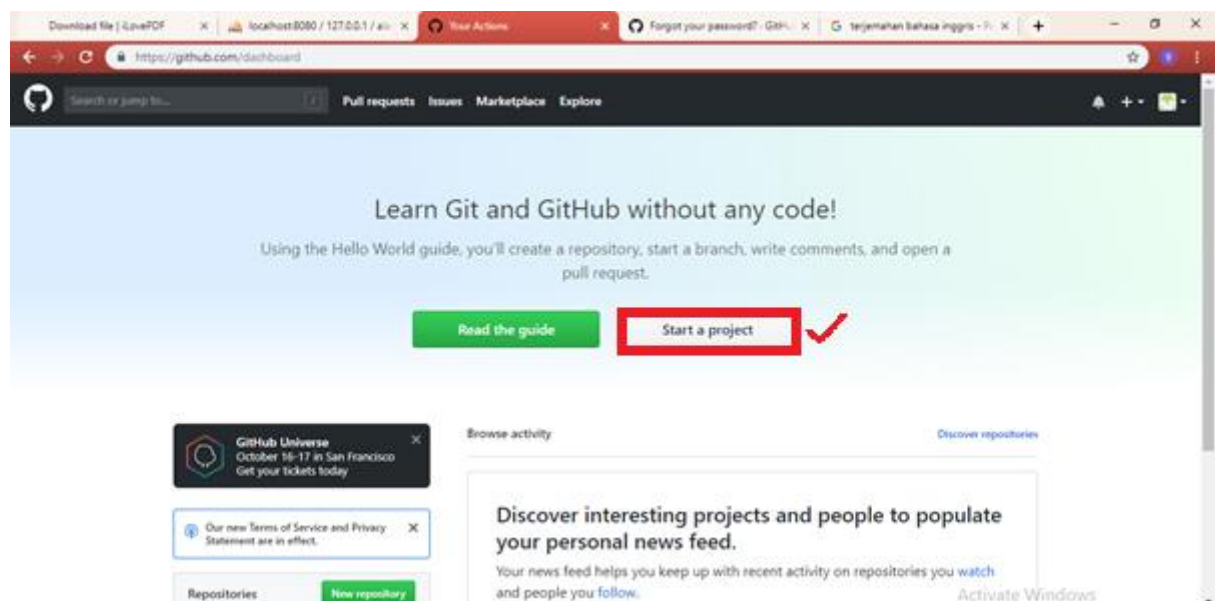 Download file | iLovePDF
localhost:8080 / 127.0.0.1 /
Your Actions
Forgot your password? · GitH
terjemahan bahasa inggris -
https://github.com/dashboard
Search or jump to...
Pull requests Issues Marketplace Explore
Learn Git and GitHub without any code!
Using the Hello World guide, you'll create a repository, start a branch, write comments, and open a
pull request.
Read the guide
Start a project
GitHub Universe
October 16-17 in San Francisco
Get your tickets today
Our new Terms of Service and Privacy
Statement are in effect.
Repositories
New repository
Browse activity
Discover repositories
Discover interesting projects and people to populate
your personal news feed.
Your news feed helps you keep up with recent activity on repositories you watch
and people you follow.
Activate Windows